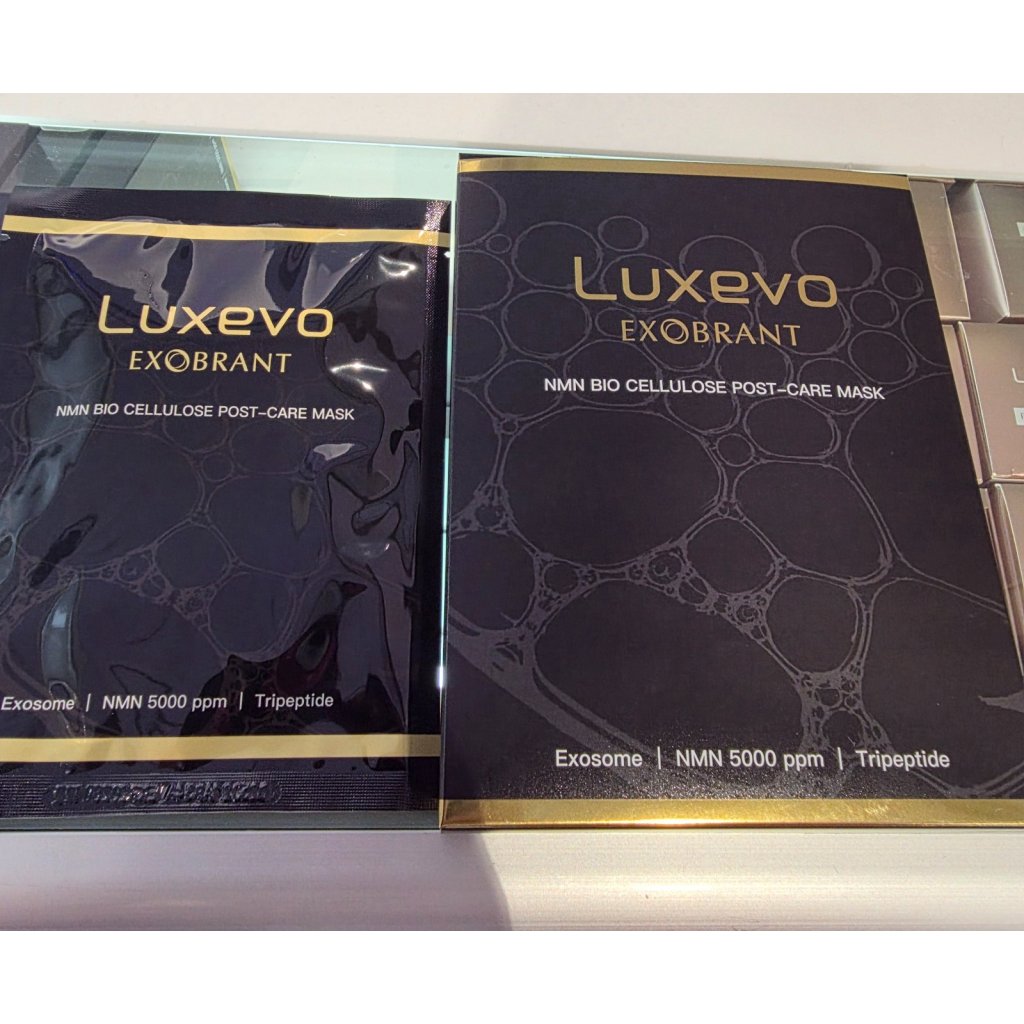 Luxevo
EXOBRANT
NMN BIO CELLULOSE POST-CARE MASK
Exosome | NMN 5000 ppm | Tripeptide
Luxevo
EXOBRANT
NMN BIO CELLULOSE POST-CARE MASK
Exosome | NMN 5000 ppm | Tripeptide